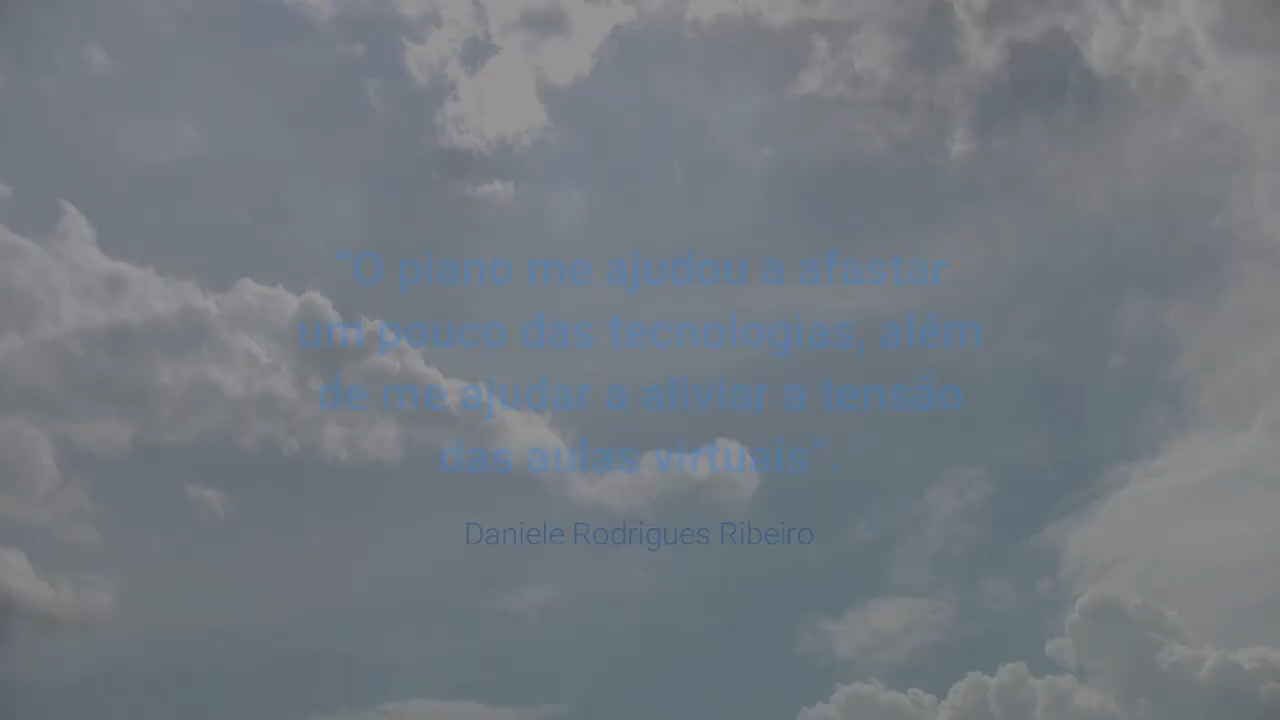 "O piano me ajudou a afastar
um pouco das tecnologias, além
de me ajudar a aliviar a tensão
das aulas virtuais".
Daniele Rodrigues Ribeiro